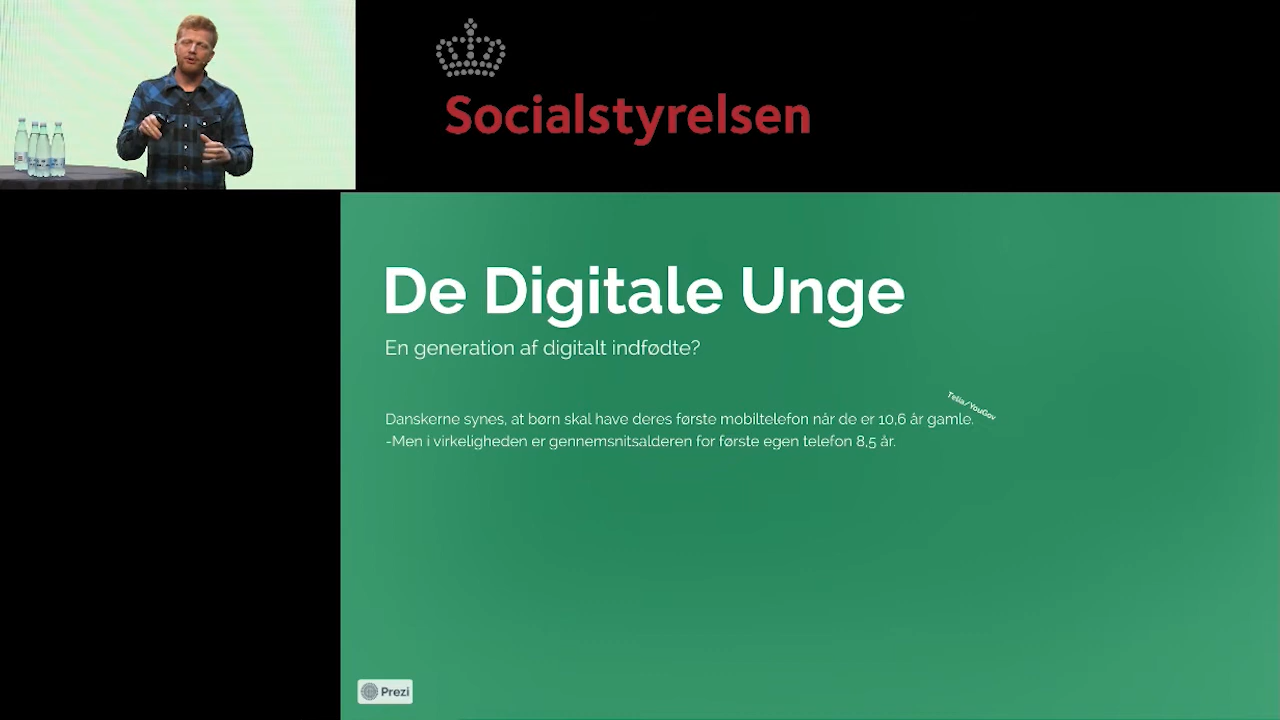 Socialstyrelsen
De Digitale Unge
En generation af digitalt indfødte?
Telia/YouGov
Danskerne synes, at børn skal have deres første mobiltelefon når de er 10,6 år gamle.
-Men i virkeligheden er gennemsnitsalderen for første egen telefon 8,5 år.
Prezi